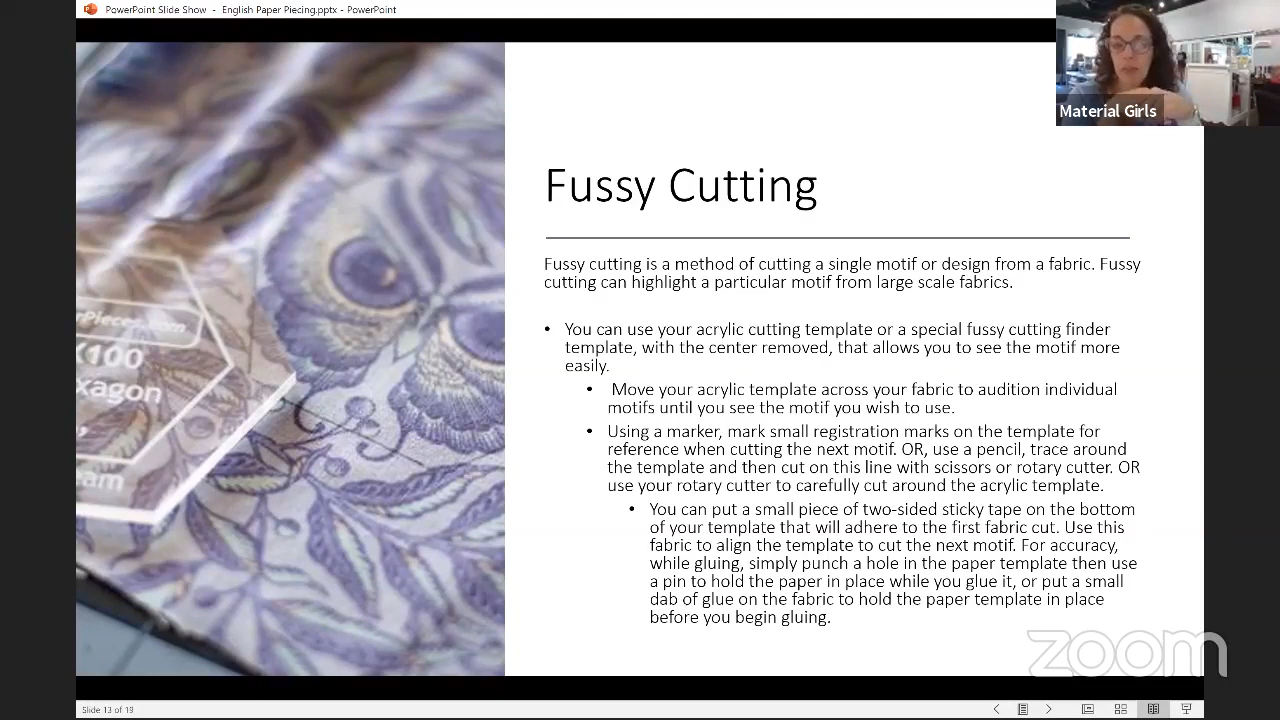 PowerPoint Slide Show - English Paper Piecing.pptx - PowerPoint
Material Girls
Fussy Cutting
Fussy cutting is a method of cutting a single motif or design from a fabric. Fussy
cutting can highlight a particular motif from large scale fabrics.
• You can use your acrylic cutting template or a special fussy cutting finder
template, with the center removed, that allows you to see the motif more
easily.
• Move your acrylic template across your fabric to audition individual
motifs until you see the motif you wish to use.
• Using a marker, mark small registration marks on the template for
reference when cutting the next motif. OR, use a pencil, trace around
the template and then cut on this line with scissors or rotary cutter. OR
use your rotary cutter to carefully cut around the acrylic template.
• You can put a small piece of two-sided sticky tape on the bottom
of your template that will adhere to the first fabric cut. Use this
fabric to align the template to cut the next motif. For accuracy,
while gluing, simply punch a hole in the paper template then use
a pin to hold the paper in place while you glue it, or put a small
dab of glue on the fabric to hold the paper template in place
before you begin gluing.
Pieces.com
100
xagon
zoom
Slide 13 of 19